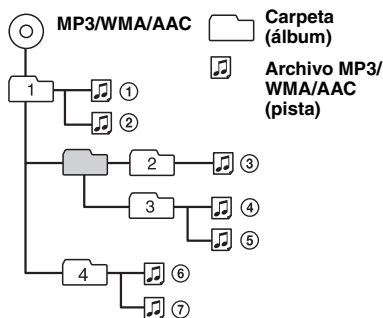 MP3/WMA/AAC
Carpeta
(álbum)
Archivo MP3/
WMA/AAC
(pista)
1
①
②
2
③
3
④
⑤
4
⑥
⑦